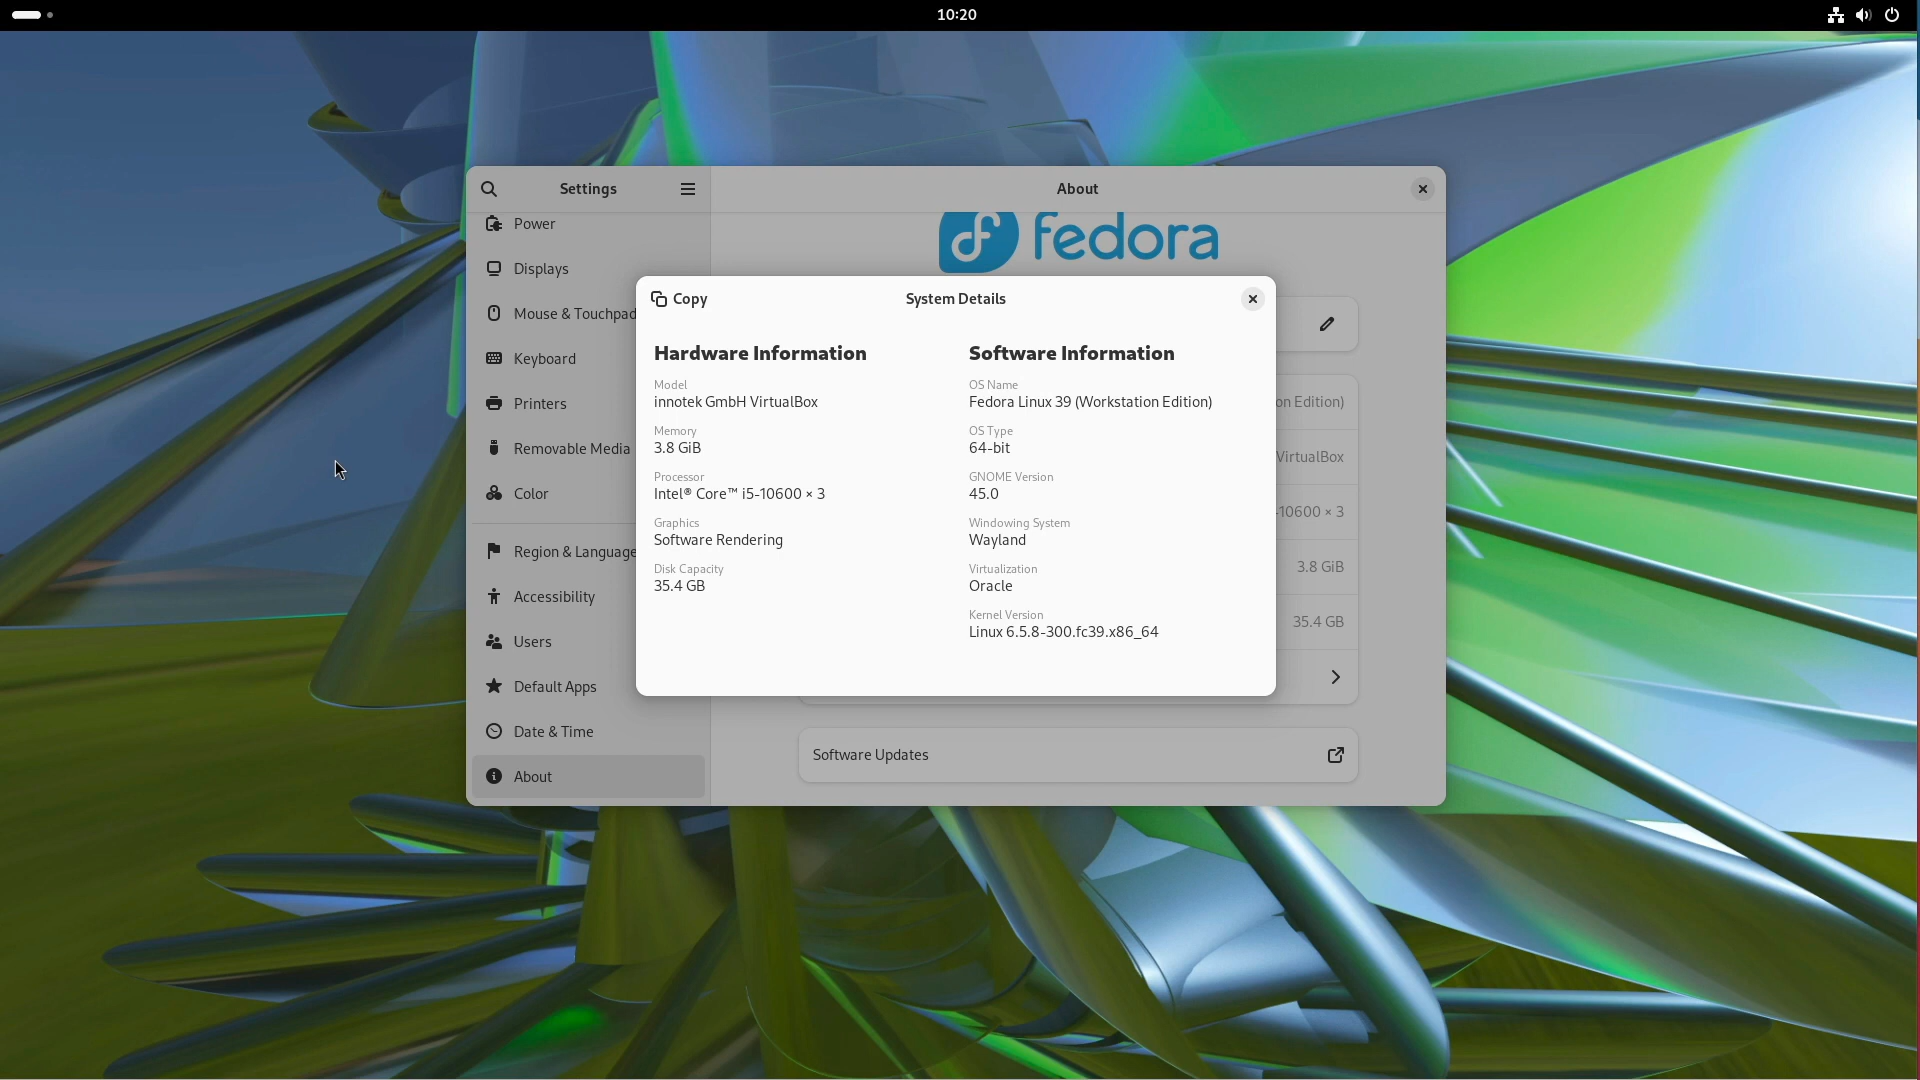 10:20
Settings
About
Power
Displays
Mouse & Touchpad
Keyboard
Printers
Removable Media
Color
Region & Language
Accessibility
Users
Default Apps
Date & Time
About
fedora
Copy
System Details
Hardware Information
Model
innotek GmbH VirtualBox
Memory
3.8 GiB
Processor
Intel® Core™ i5-10600 × 3
Graphics
Software Rendering
Disk Capacity
35.4 GB
Software Information
OS Name
Fedora Linux 39 (Workstation Edition)
OS Type
64-bit
GNOME Version
45.0
Windowing System
Wayland
Virtualization
Oracle
Kernel Version
Linux 6.5.8-300.fc39.x86_64
on Edition)
VirtualBox
-10600 × 3
3.8 GiB
35.4 GB
Software Updates